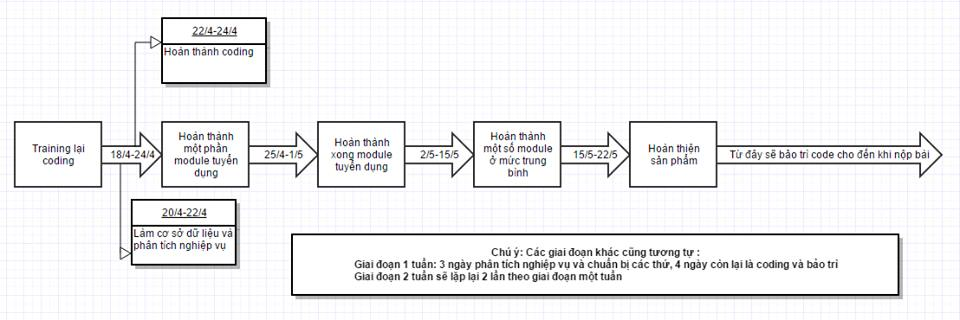 22/4-24/4
Hoàn thành coding
Training lại
coding
18/4-24/4
Hoàn thành
một phần
module tuyển
dụng
25/4-1/5
Hoàn thành
xong module
tuyển dụng
2/5-15/5
Hoàn thành
một số module
ở mức trung
bình
15/5-22/5
Hoàn thiện
sản phẩm
Từ đây sẽ bảo trì code cho đến khi nộp bài
20/4-22/4
Làm cơ sở dữ liệu và
phân tích nghiệp vụ
Chú ý: Các giai đoạn khác cũng tương tự :
Giai đoạn 1 tuần: 3 ngày phân tích nghiệp vụ và chuẩn bị các thứ, 4 ngày còn lại là coding và bảo trì
Giai đoạn 2 tuần sẽ lặp lại 2 lần theo giai đoạn một tuần